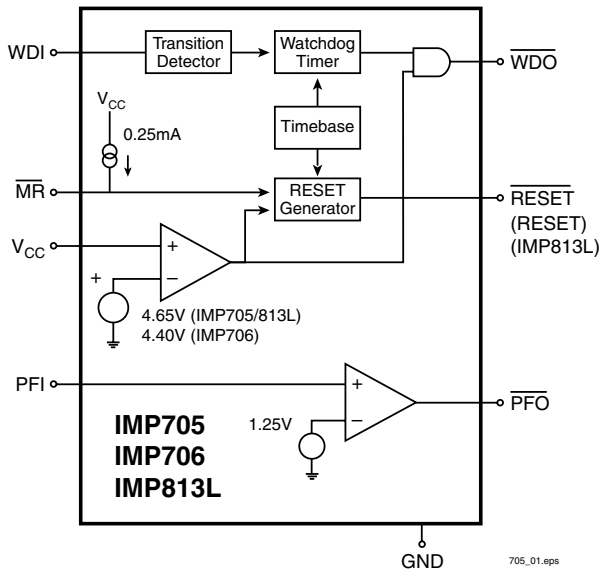 WDI
Transition
Detector
Watchdog
Timer
WDO
VCC
0.25mA
Timebase
MR
RESET
Generator
RESET
(RESET)
(IMP813L)
VCC
+
−
+
4.65V (IMP705/813L)
4.40V (IMP706)
PFI
+
−
1.25V
PFO
IMP705
IMP706
IMP813L
GND
705_01.eps